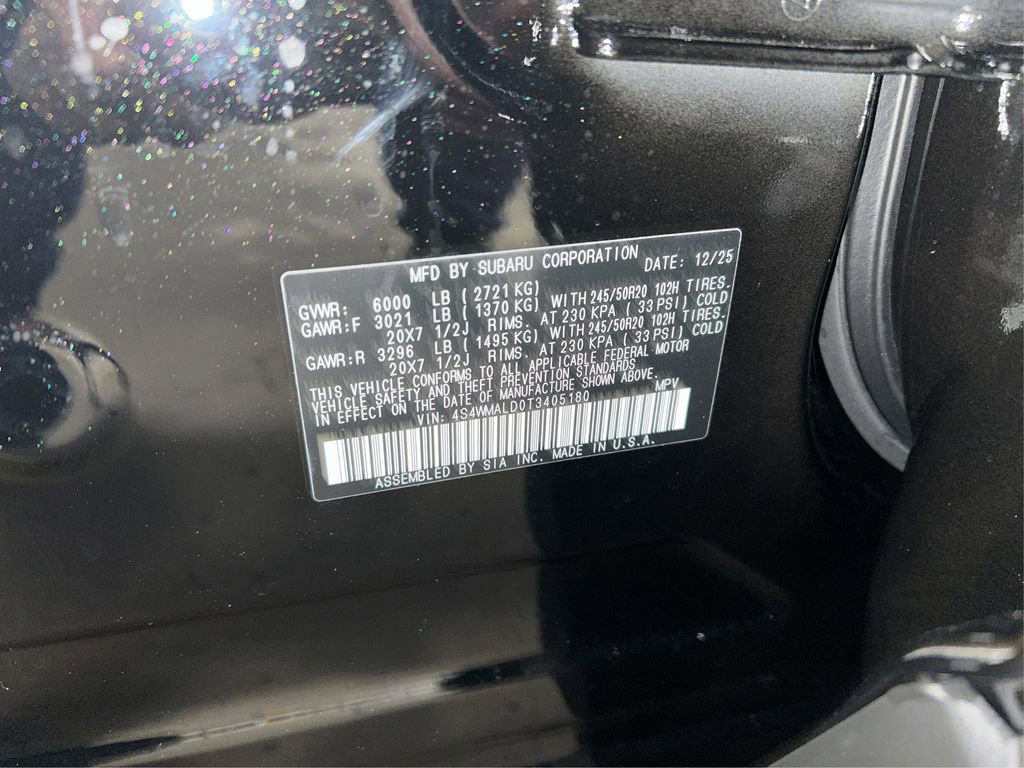 MFD BY SUBARU CORPORATION DATE: 12/25
GVWR: 6000 LB ( 2721 KG)
GAWR:F 3021 LB ( 1370 KG) WITH 245/50R20 102H TIRES.
20X7 1/2J RIMS. AT 230 KPA ( 33 PSI) COLD
GAWR:R 3296 LB ( 1495 KG) WITH 245/50R20 102H TIRES.
20X7 1/2J RIMS. AT 230 KPA ( 33 PSI) COLD
THIS VEHICLE CONFORMS TO ALL APPLICABLE FEDERAL MOTOR
VEHICLE SAFETY AND THEFT PREVENTION STANDARDS
IN EFFECT ON THE DATE OF MANUFACTURE SHOWN ABOVE.
VIN: 4S4WMALD0T3405180 MPV
ASSEMBLED BY SIA INC. MADE IN U.S.A.